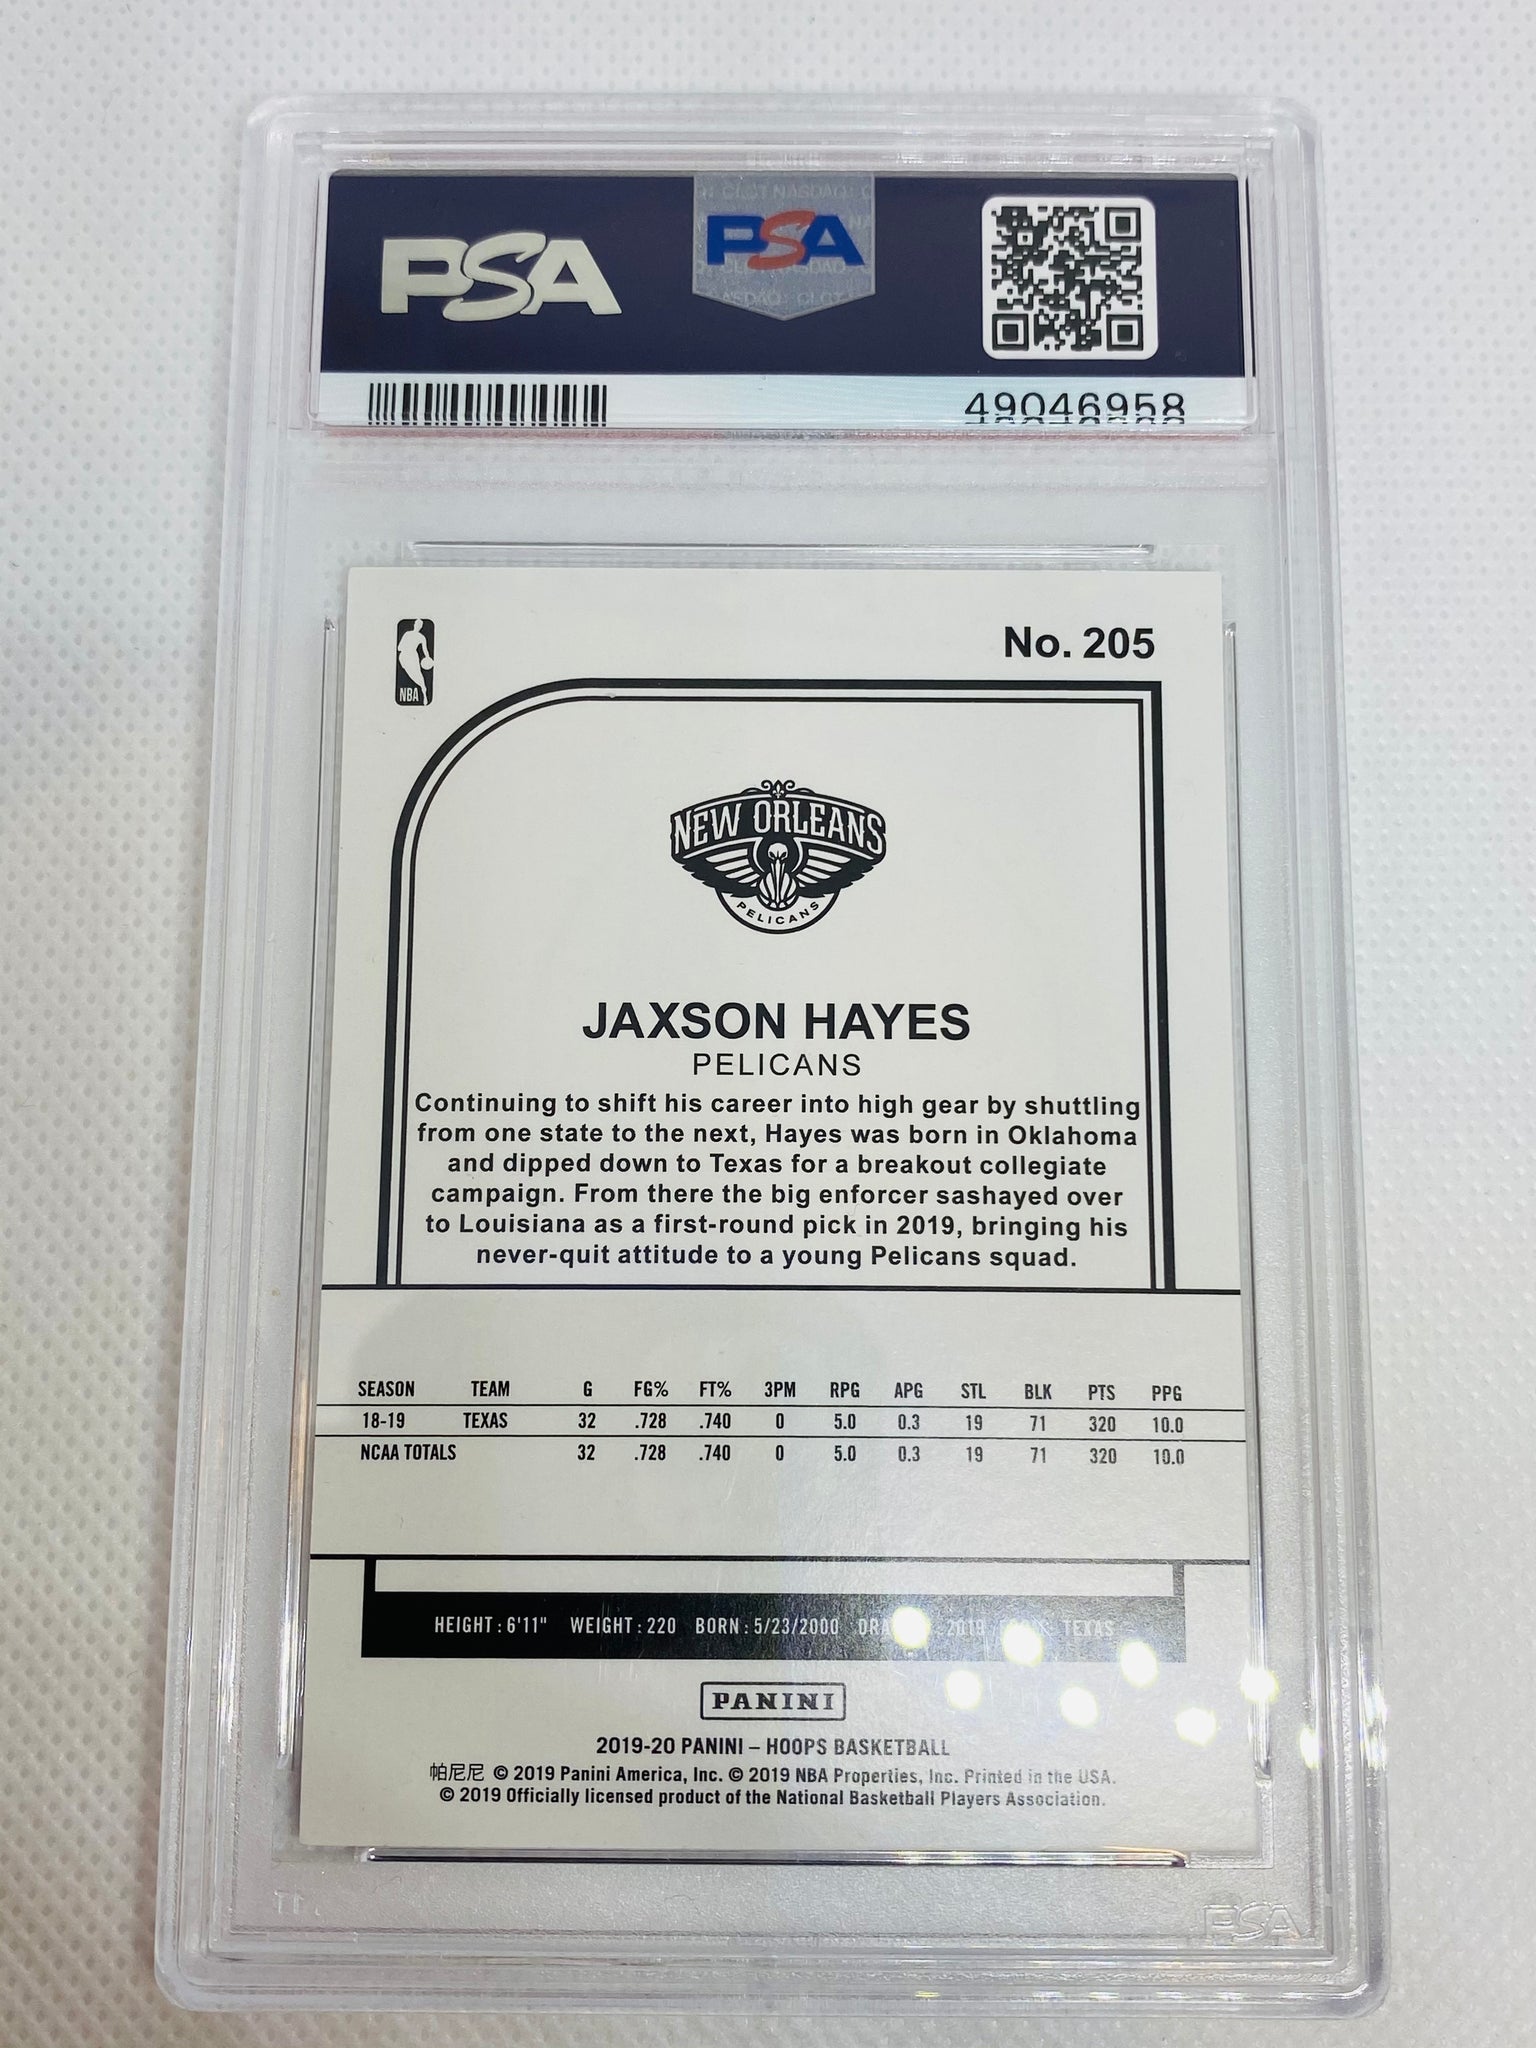 PSA
PSA
49046958
NBA
No. 205
NEW ORLEANS
PELICANS
JAXSON HAYES
PELICANS
Continuing to shift his career into high gear by shuttling
from one state to the next, Hayes was born in Oklahoma
and dipped down to Texas for a breakout collegiate
campaign. From there the big enforcer sashayed over
to Louisiana as a first-round pick in 2019, bringing his
never-quit attitude to a young Pelicans squad.
SEASON TEAM G FG% FT% 3PM RPG APG STL BLK PTS PPG
18-19 TEXAS 32 .728 .740 0 5.0 0.3 19 71 320 10.0
NCAA TOTALS 32 .728 .740 0 5.0 0.3 19 71 320 10.0
HEIGHT : 6'11" WEIGHT : 220 BORN : 5/23/2000 2019 TEXAS
PANINI
2019-20 PANINI – HOOPS BASKETBALL
帕尼尼 © 2019 Panini America, Inc. © 2019 NBA Properties, Inc. Printed in the USA.
© 2019 Officially licensed product of the National Basketball Players Association.
PSA